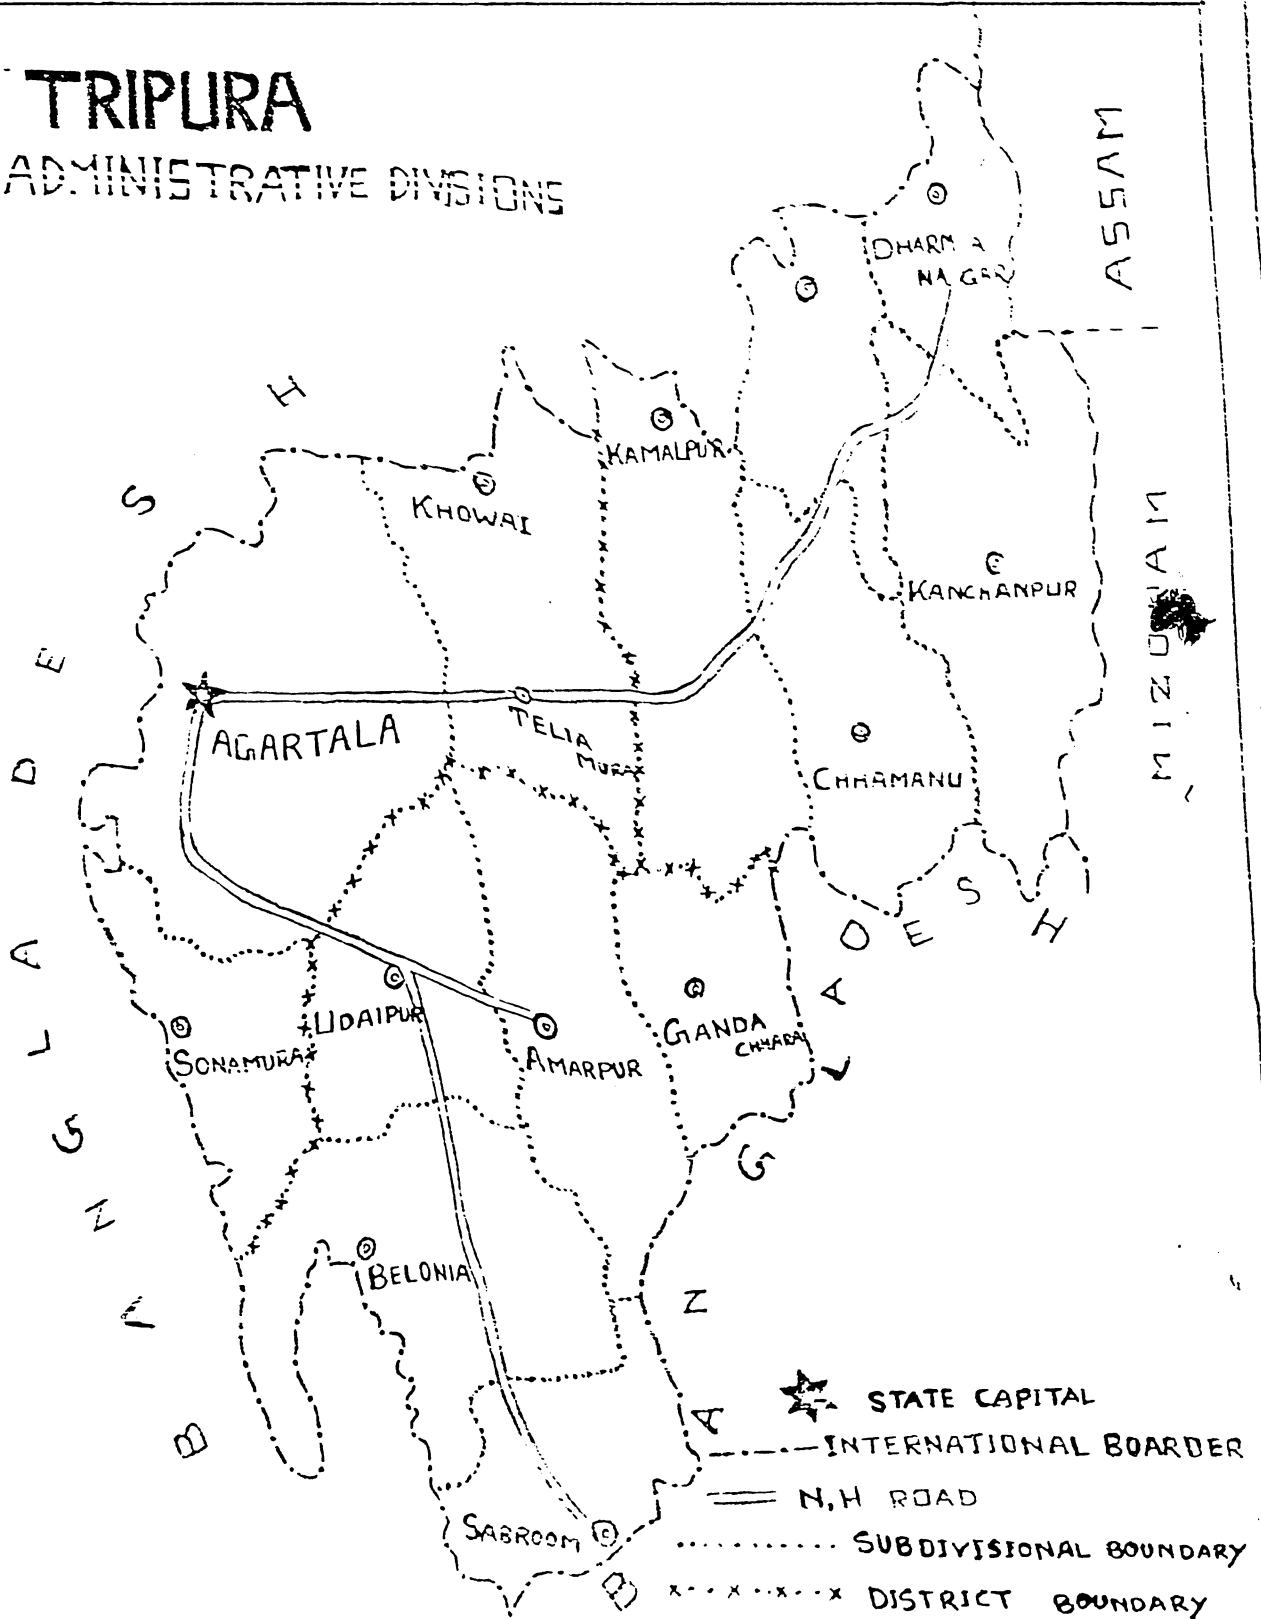 TRIPURA
ADMINISTRATIVE DIVISIONS
ASSAM
DHARMA
NAGAR
KAMALPUR
KHOWAI
KANCHANPUR
MIZORAM
AGARTALA
TELIA
MURA
CHHAMANU
UDAIPUR
SONAMURA
AMARPUR
GANDA
CHHARA
BELONIA
SABROOM
BANGLADESH
BANGLADESH
STATE CAPITAL
INTERNATIONAL BOARDER
N,H ROAD
SUBDIVISIONAL BOUNDARY
DISTRICT BOUNDARY